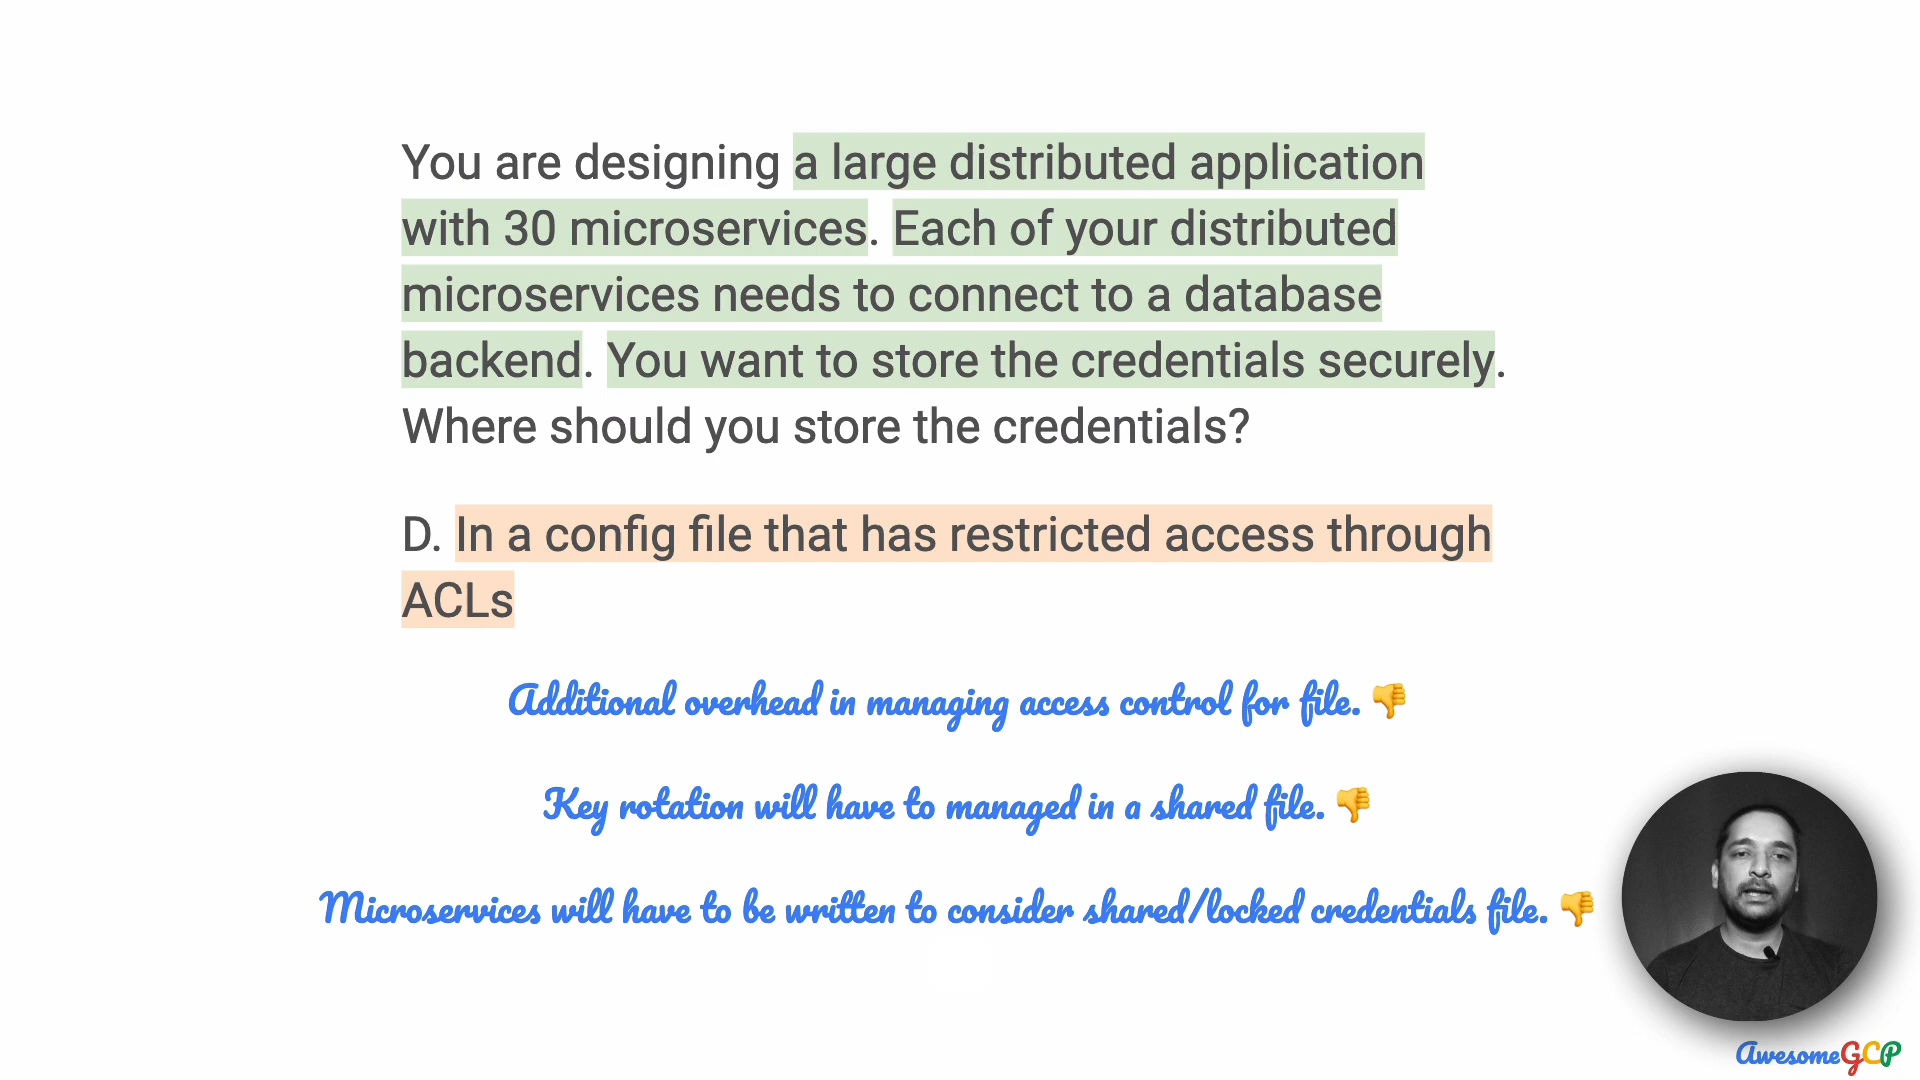 You are designing a large distributed application
with 30 microservices. Each of your distributed
microservices needs to connect to a database
backend. You want to store the credentials securely.
Where should you store the credentials?
D. In a config file that has restricted access through
ACLs
Additional overhead in managing access control for file. 👎
Key rotation will have to managed in a shared file. 👎
Microservices will have to be written to consider shared/locked credentials file. 👎
AwesomeGCP